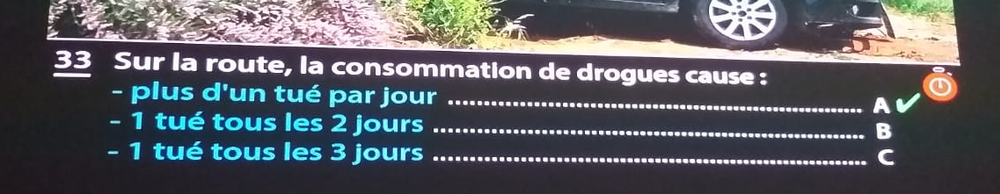 33 Sur la route, la consommation de drogues cause :
- plus d'un tué par jour ........ A ✓
- 1 tué tous les 2 jours ........ B
- 1 tué tous les 3 jours ........ C